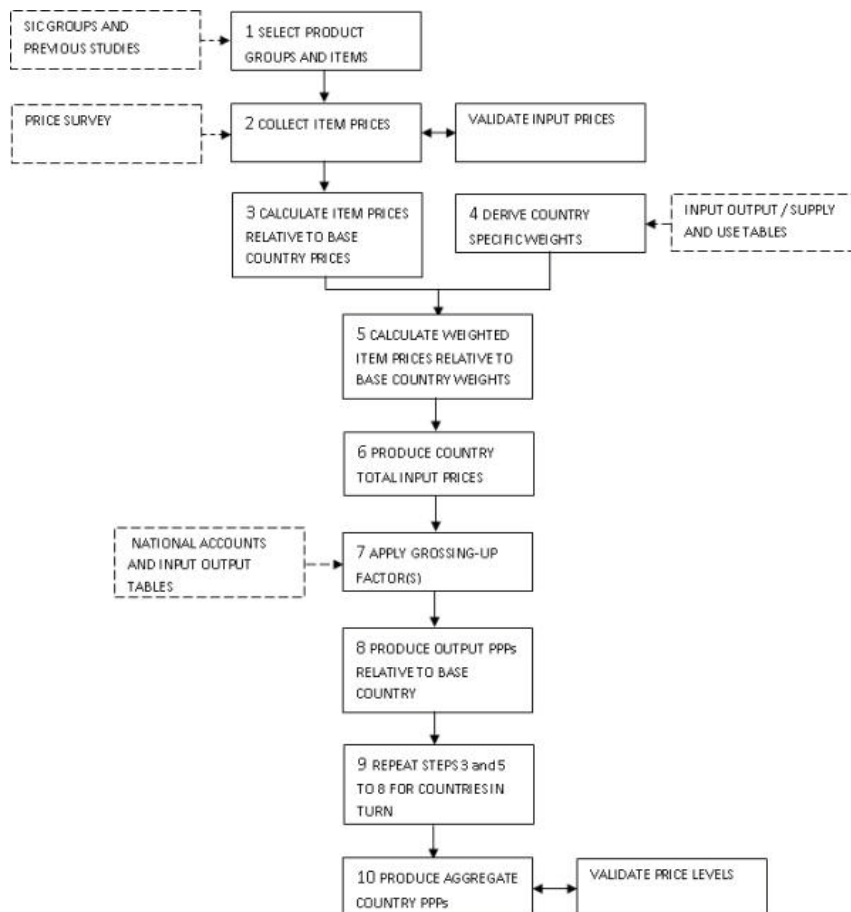 SIC GROUPS AND
PREVIOUS STUDIES
1 SELECT PRODUCT
GROUPS AND ITEMS
PRICE SURVEY
2 COLLECT ITEM PRICES
VALIDATE INPUT PRICES
3 CALCULATE ITEM PRICES
RELATIVE TO BASE
COUNTRY PRICES
4 DERIVE COUNTRY
SPECIFIC WEIGHTS
INPUT OUTPUT / SUPPLY
AND USE TABLES
5 CALCULATE WEIGHTED
ITEM PRICES RELATIVE TO
BASE COUNTRY WEIGHTS
6 PRODUCE COUNTRY
TOTAL INPUT PRICES
NATIONAL ACCOUNTS
AND INPUT OUTPUT
TABLES
7 APPLY GROSSING-UP
FACTOR(S)
8 PRODUCE OUTPUT PPPs
RELATIVE TO BASE
COUNTRY
9 REPEAT STEPS 3 and 5
TO 8 FOR COUNTRIES IN
TURN
10 PRODUCE AGGREGATE
COUNTRY PPPs
VALIDATE PRICE LEVELS